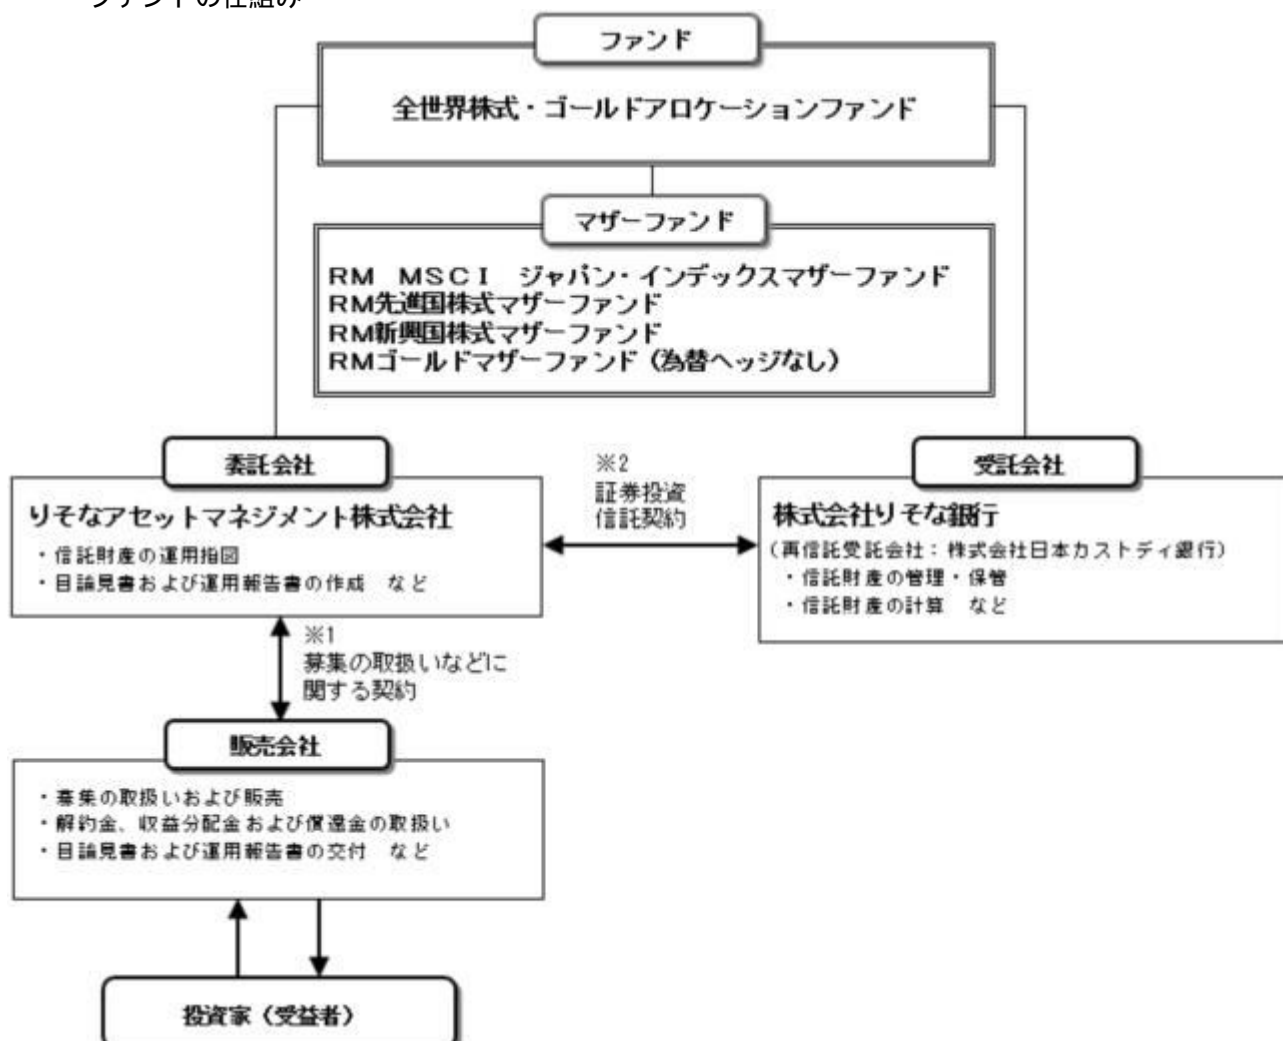 ファンドの仕組み
ファンド
全世界株式・ゴールドアロケーションファンド
マザーファンド
RM MSCI ジャパン・インデックスマザーファンド
RM先進国株式マザーファンド
RM新興国株式マザーファンド
RMゴールドマザーファンド(為替ヘッジなし)
委託会社
りそなアセットマネジメント株式会社
・信託財産の運用指図
・目論見書および運用報告書の作成 など
※2
証券投資
信託契約
受託会社
株式会社りそな銀行
(再信託受託会社:株式会社日本カストディ銀行)
・信託財産の管理・保管
・信託財産の計算 など
※1
募集の取扱いなどに
関する契約
販売会社
・募集の取扱いおよび販売
・解約金、収益分配金および償還金の取扱い
・目論見書および運用報告書の交付 など
投資家(受益者)